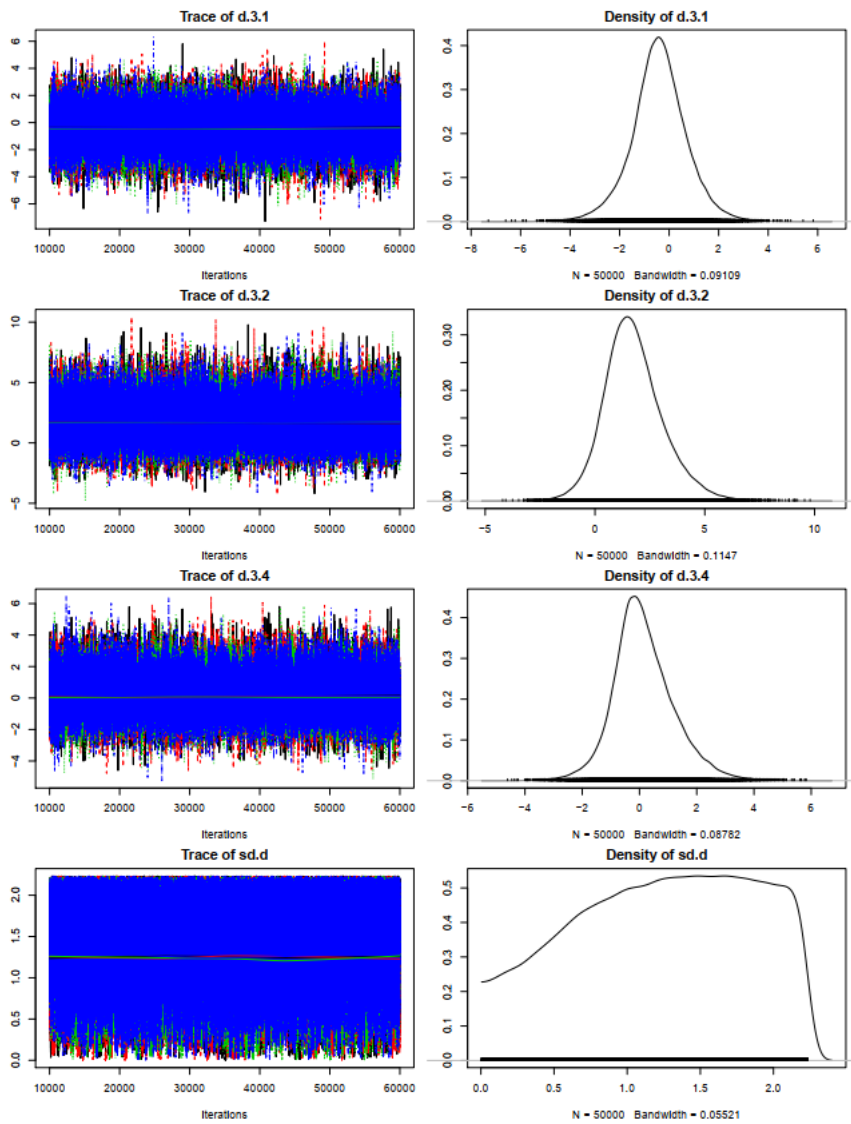 Trace of d.3.1
6
4
2
0
−2
−4
−6
10000 20000 30000 40000 50000 60000
Iterations
Density of d.3.1
0.4
0.3
0.2
0.1
0.0
−8 −6 −4 −2 0 2 4 6
N = 50000 Bandwidth = 0.09109
Trace of d.3.2
10
5
0
−5
10000 20000 30000 40000 50000 60000
Iterations
Density of d.3.2
0.30
0.20
0.10
0.00
−5 0 5 10
N = 50000 Bandwidth = 0.1147
Trace of d.3.4
6
4
2
0
−2
−4
10000 20000 30000 40000 50000 60000
Iterations
Density of d.3.4
0.4
0.3
0.2
0.1
0.0
−6 −4 −2 0 2 4 6
N = 50000 Bandwidth = 0.08782
Trace of sd.d
2.0
1.5
1.0
0.5
0.0
10000 20000 30000 40000 50000 60000
Iterations
Density of sd.d
0.5
0.4
0.3
0.2
0.1
0.0
0.0 0.5 1.0 1.5 2.0
N = 50000 Bandwidth = 0.05521